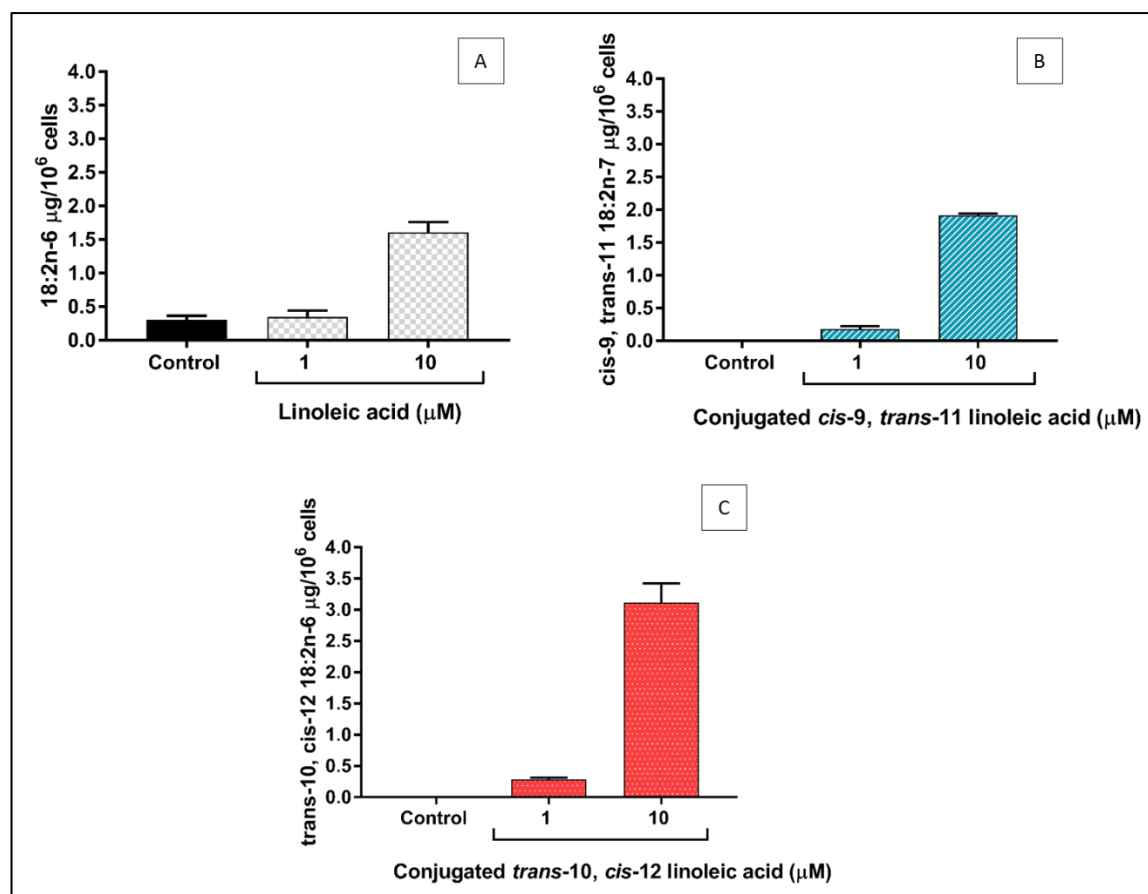 A
18:2n-6 µg/10⁶ cells
4.0
3.5
3.0
2.5
2.0
1.5
1.0
0.5
0.0
Control
1
10
Linoleic acid (µM)
B
cis-9, trans-11 18:2n-7 µg/10⁶ cells
4.0
3.5
3.0
2.5
2.0
1.5
1.0
0.5
0.0
Control
1
10
Conjugated cis-9, trans-11 linoleic acid (µM)
C
trans-10, cis-12 18:2n-6 µg/10⁶ cells
4.0
3.5
3.0
2.5
2.0
1.5
1.0
0.5
0.0
Control
1
10
Conjugated trans-10, cis-12 linoleic acid (µM)